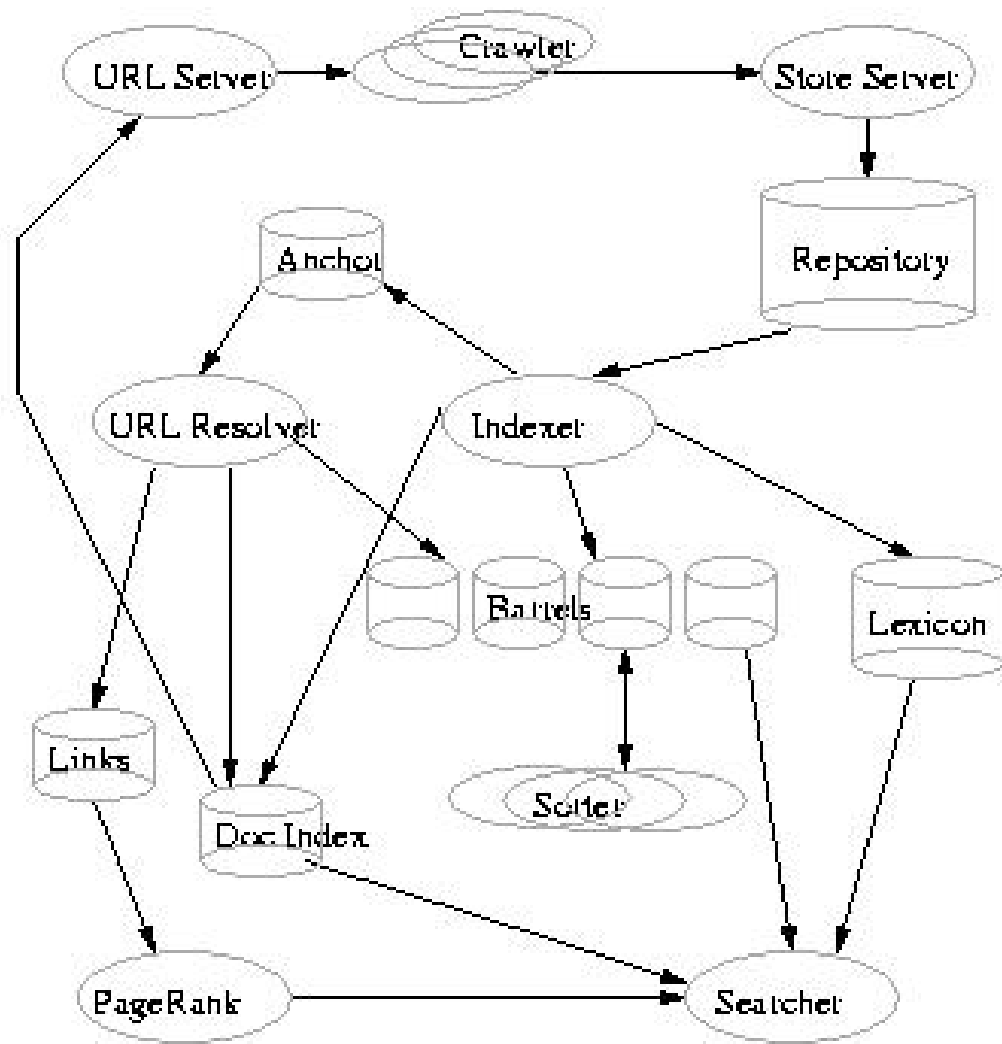 Crawler
URL Server
Store Server
Anchor
Repository
URL Resolver
Indexer
Barrels
Lexicon
Links
Sorter
Doc Index
PageRank
Searcher